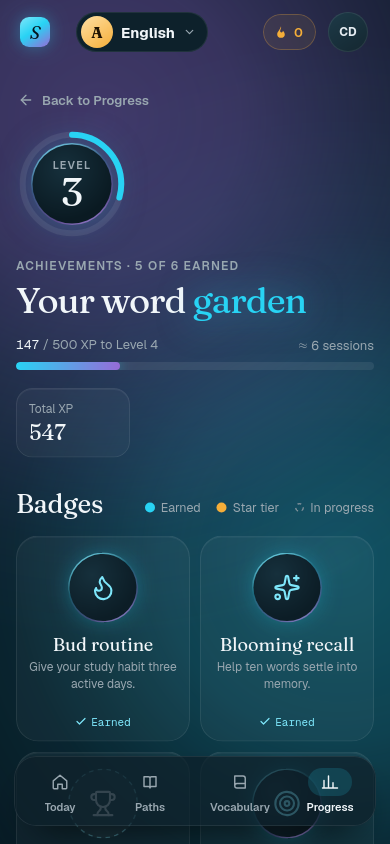 S
A English
0
CD
Back to Progress
LEVEL
3
ACHIEVEMENTS · 5 OF 6 EARNED
Your word garden
147 / 500 XP to Level 4
≈ 6 sessions
Total XP
547
Badges
Earned
Star tier
In progress
Bud routine
Give your study habit three
active days.
Earned
Blooming recall
Help ten words settle into
memory.
Earned
Today
Paths
Vocabulary
Progress